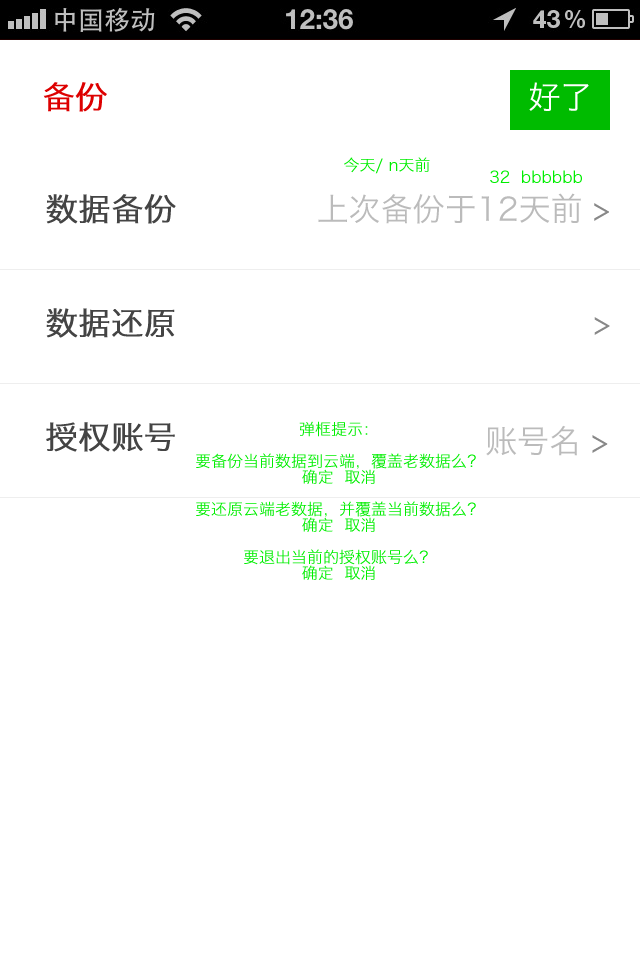 中国移动 12:36 43%
备份 好了
今天/ n天前
32 bbbbbb
数据备份 上次备份于12天前 >
数据还原 >
授权账号 账号名 >
弹框提示：
要备份当前数据到云端，覆盖老数据么？
确定 取消
要还原云端老数据，并覆盖当前数据么？
确定 取消
要退出当前的授权账号么？
确定 取消